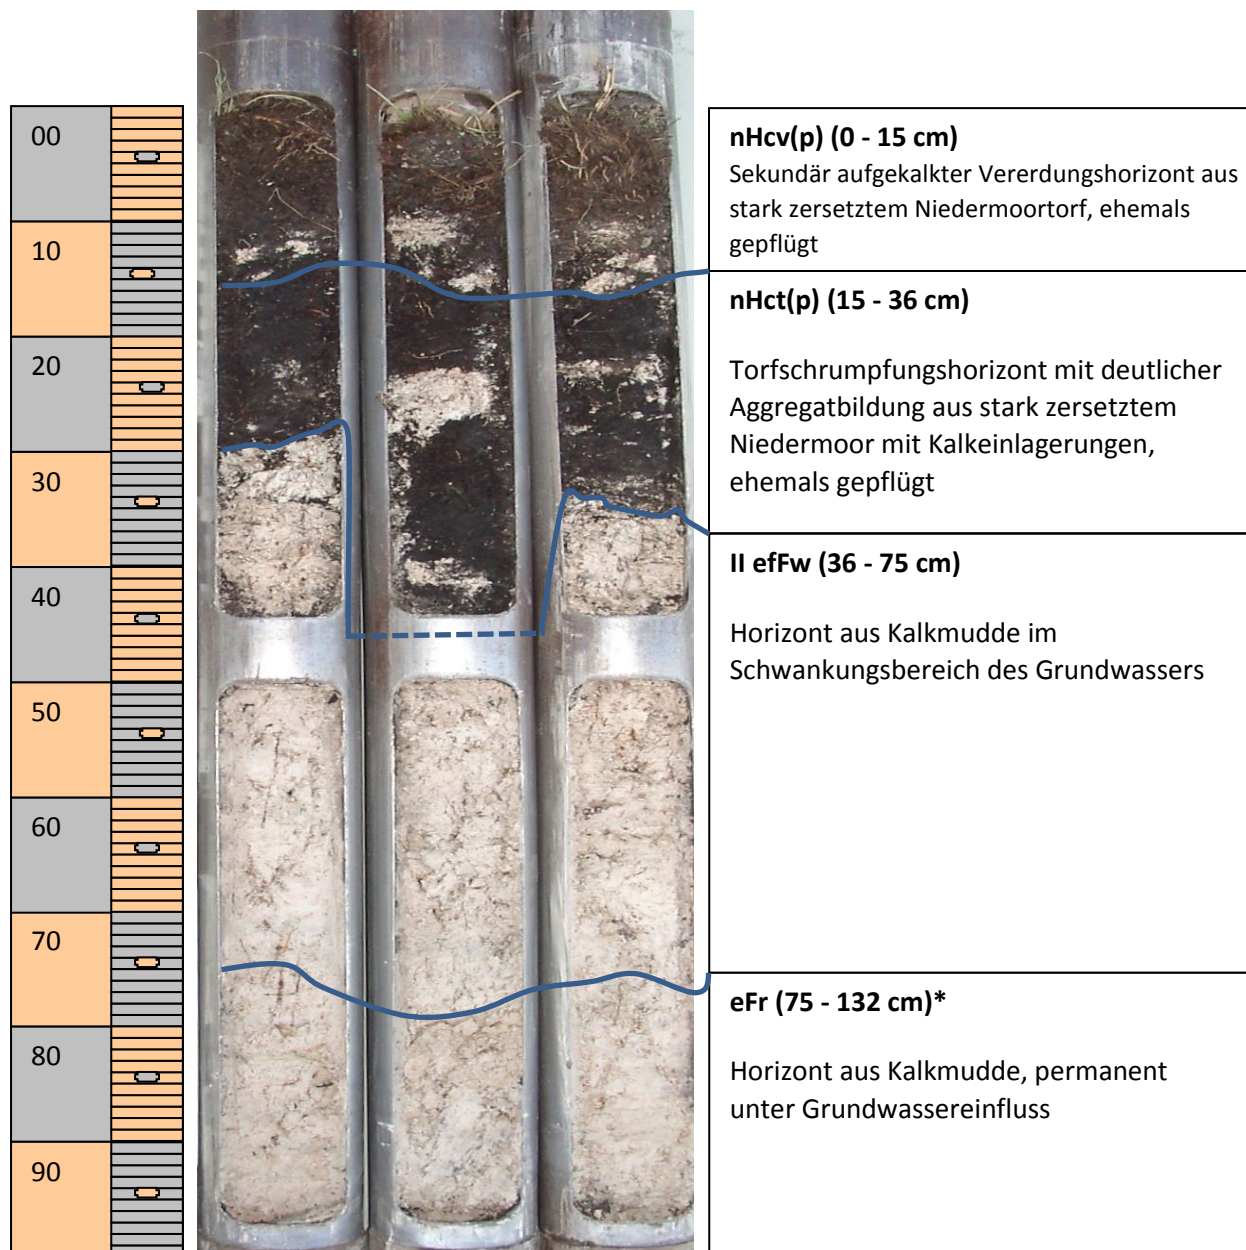 00
10
20
30
40
50
60
70
80
90
nHcv(p) (0 - 15 cm)
Sekundär aufgekalkter Vererdungshorizont aus
stark zersetztem Niedermoortorf, ehemals
gepflügt
nHct(p) (15 - 36 cm)
Torfschrumpfungshorizont mit deutlicher
Aggregatbildung aus stark zersetztem
Niedermoor mit Kalkeinlagerungen,
ehemals gepflügt
II efFw (36 - 75 cm)
Horizont aus Kalkmudde im
Schwankungsbereich des Grundwassers
eFr (75 - 132 cm)*
Horizont aus Kalkmudde, permanent
unter Grundwassereinfluss